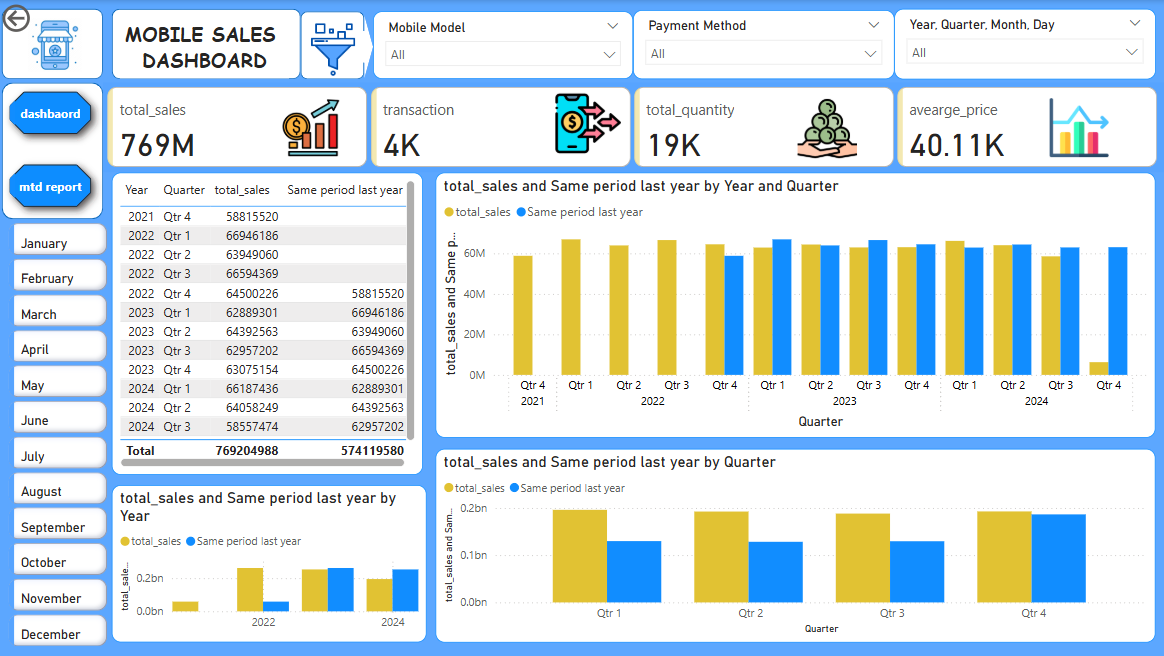 MOBILE SALES
DASHBOARD
Mobile Model
All
Payment Method
All
Year, Quarter, Month, Day
All
dashbaord
mtd report
total_sales
769M
transaction
4K
total_quantity
19K
avearge_price
40.11K
January
February
March
April
May
June
July
August
September
October
November
December
Year Quarter total_sales Same period last year
2021 Qtr 4 58815520
2022 Qtr 1 66946186
2022 Qtr 2 63949060
2022 Qtr 3 66594369
2022 Qtr 4 64500226 58815520
2023 Qtr 1 62889301 66946186
2023 Qtr 2 64392563 63949060
2023 Qtr 3 62957202 66594369
2023 Qtr 4 63075154 64500226
2024 Qtr 1 66187436 62889301
2024 Qtr 2 64058249 64392563
2024 Qtr 3 58557474 62957202
Total 769204988 574119580
total_sales and Same period last year by Year and Quarter
total_sales Same period last year
total_sales and Same p...
60M
40M
20M
0M
Qtr 4 Qtr 1 Qtr 2 Qtr 3 Qtr 4 Qtr 1 Qtr 2 Qtr 3 Qtr 4 Qtr 1 Qtr 2 Qtr 3 Qtr 4
2021 2022 2023 2024
Quarter
total_sales and Same period last year by
Year
total_sales Same period last year
total_sale...
0.2bn
0.0bn
2022 2024
total_sales and Same period last year by Quarter
total_sales Same period last year
total_sales and Sam...
0.2bn
0.1bn
0.0bn
Qtr 1 Qtr 2 Qtr 3 Qtr 4
Quarter